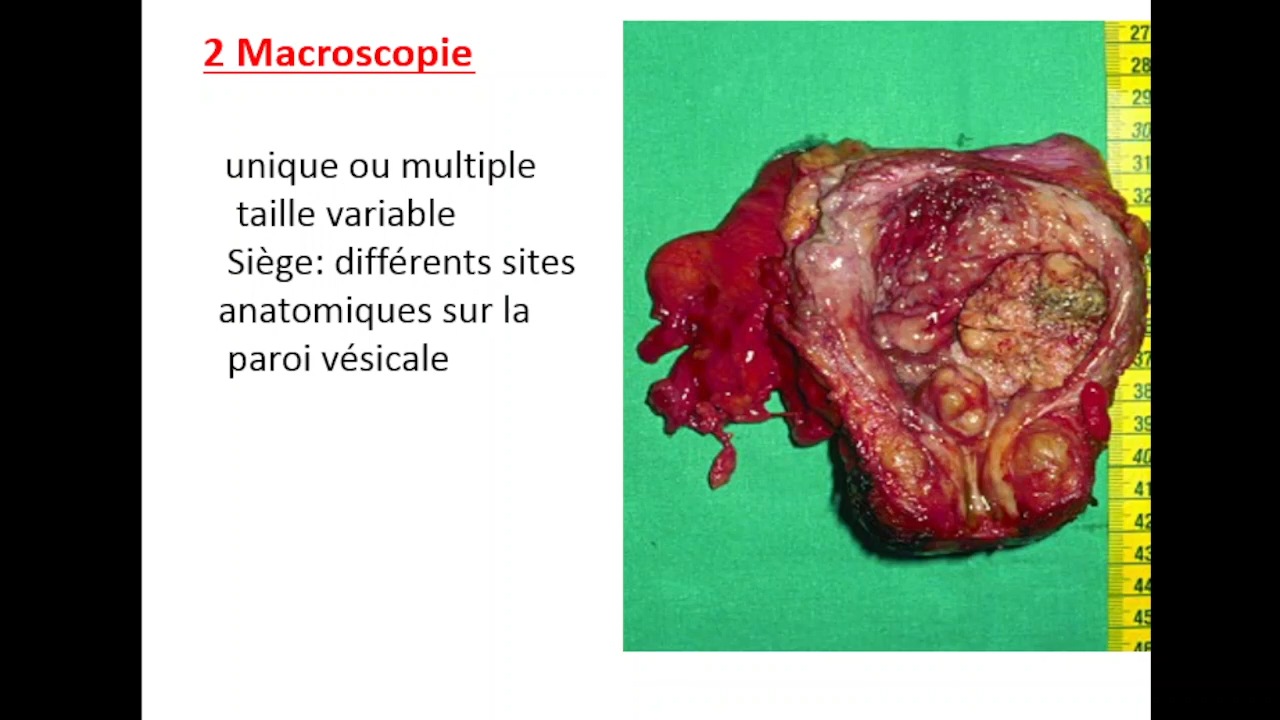 2 Macroscopie
unique ou multiple
taille variable
Siège: différents sites
anatomiques sur la
paroi vésicale
27
28
29
30
31
32
37
38
39
40
41
42
43
44
45